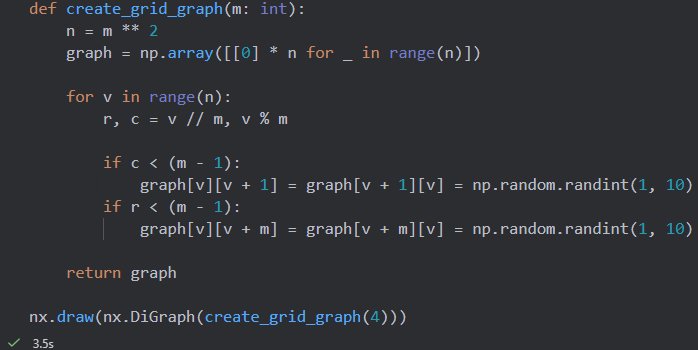 def create_grid_graph(m: int):
    n = m ** 2
    graph = np.array([[0] * n for _ in range(n)])

    for v in range(n):
        r, c = v // m, v % m

        if c < (m - 1):
            graph[v][v + 1] = graph[v + 1][v] = np.random.randint(1, 10)
        if r < (m - 1):
            graph[v][v + m] = graph[v + m][v] = np.random.randint(1, 10)

    return graph

nx.draw(nx.DiGraph(create_grid_graph(4)))
3.5s